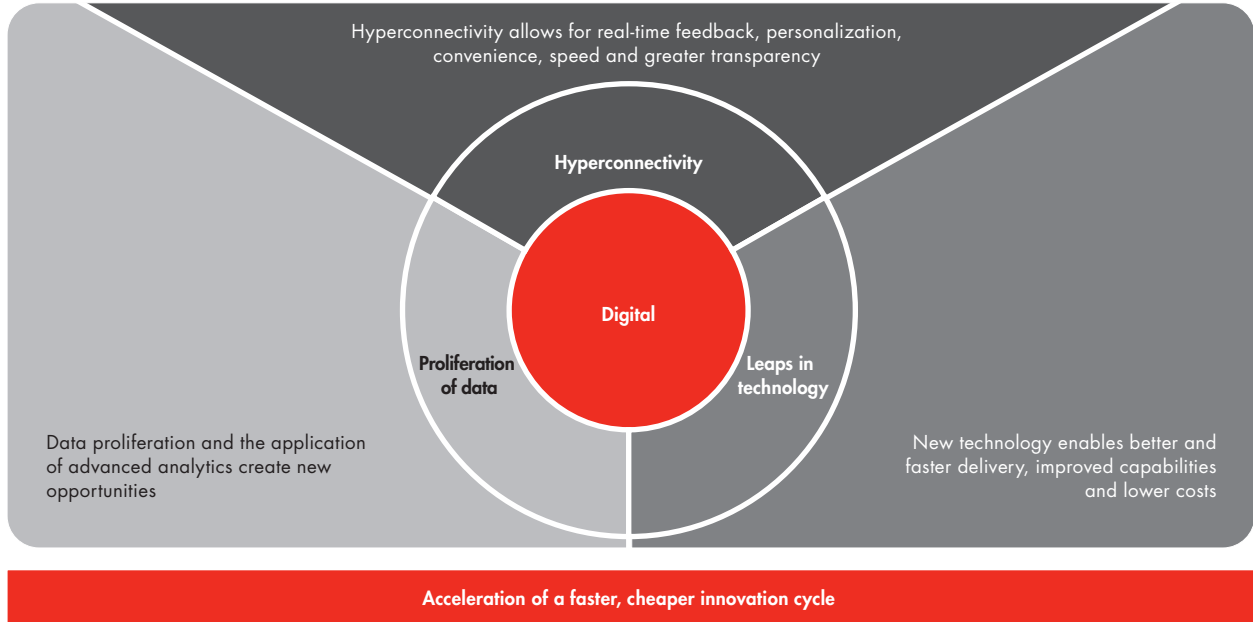 Hyperconnectivity allows for real-time feedback, personalization,
convenience, speed and greater transparency
Hyperconnectivity
Digital
Proliferation
of data
Leaps in
technology
Data proliferation and the application
of advanced analytics create new
opportunities
New technology enables better and
faster delivery, improved capabilities
and lower costs
Acceleration of a faster, cheaper innovation cycle